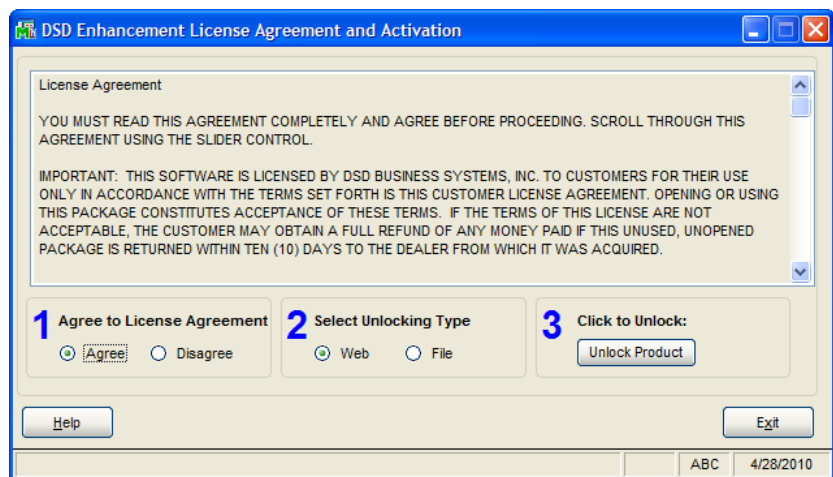 DSD Enhancement License Agreement and Activation
License Agreement
YOU MUST READ THIS AGREEMENT COMPLETELY AND AGREE BEFORE PROCEEDING. SCROLL THROUGH THIS
AGREEMENT USING THE SLIDER CONTROL.
IMPORTANT: THIS SOFTWARE IS LICENSED BY DSD BUSINESS SYSTEMS, INC. TO CUSTOMERS FOR THEIR USE
ONLY IN ACCORDANCE WITH THE TERMS SET FORTH IS THIS CUSTOMER LICENSE AGREEMENT. OPENING OR USING
THIS PACKAGE CONSTITUTES ACCEPTANCE OF THESE TERMS. IF THE TERMS OF THIS LICENSE ARE NOT
ACCEPTABLE, THE CUSTOMER MAY OBTAIN A FULL REFUND OF ANY MONEY PAID IF THIS UNUSED, UNOPENED
PACKAGE IS RETURNED WITHIN TEN (10) DAYS TO THE DEALER FROM WHICH IT WAS ACQUIRED.
1 Agree to License Agreement
Agree Disagree
2 Select Unlocking Type
Web File
3 Click to Unlock:
Unlock Product
Help Exit
ABC 4/28/2010